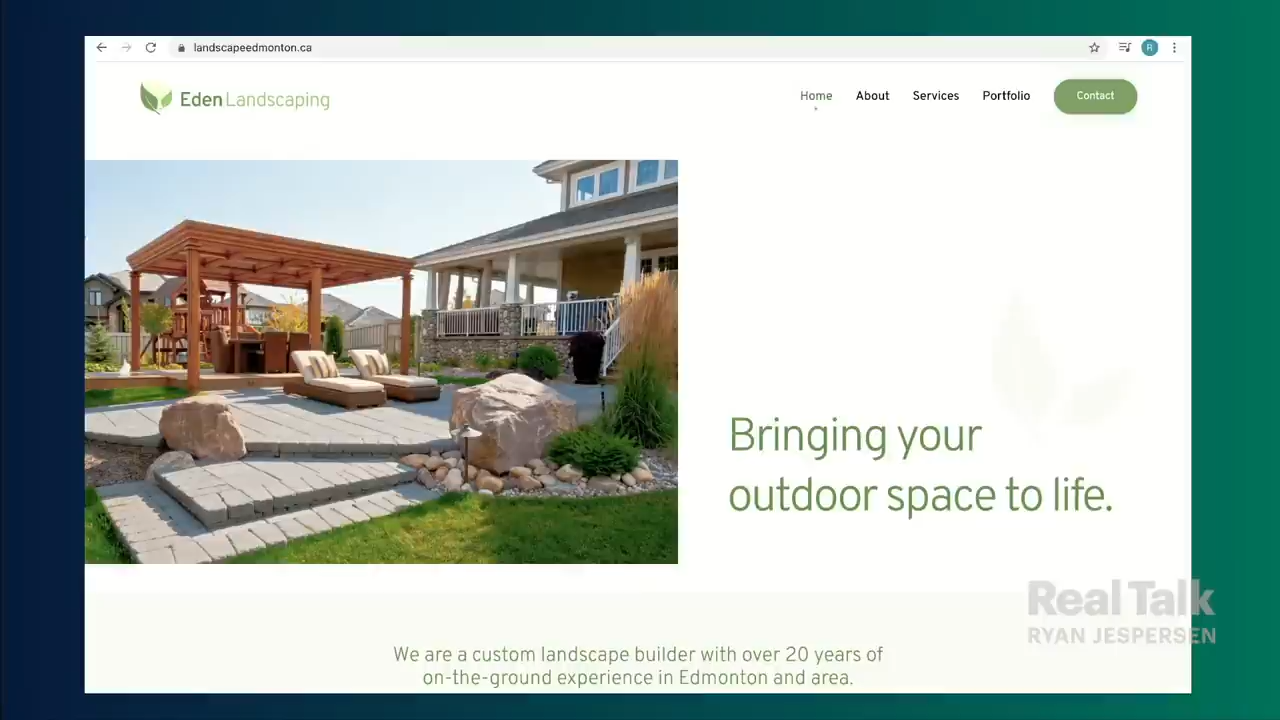 landscapeedmonton.ca
R
Eden Landscaping
Home
About
Services
Portfolio
Contact
Bringing your
outdoor space to life.
Real Talk
RYAN JESPERSEN
We are a custom landscape builder with over 20 years of
on-the-ground experience in Edmonton and area.